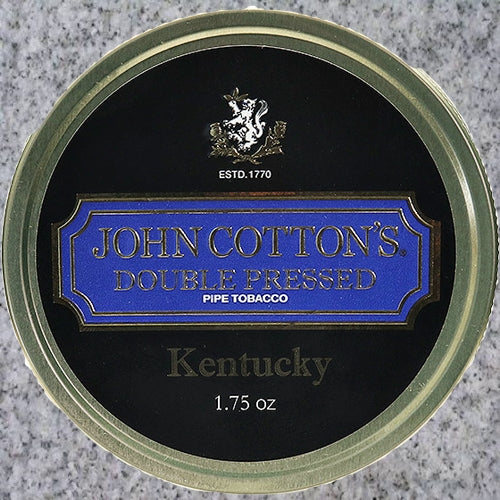 ESTD. 1770
JOHN COTTON'S®
DOUBLE PRESSED
PIPE TOBACCO
Kentucky
1.75 oz